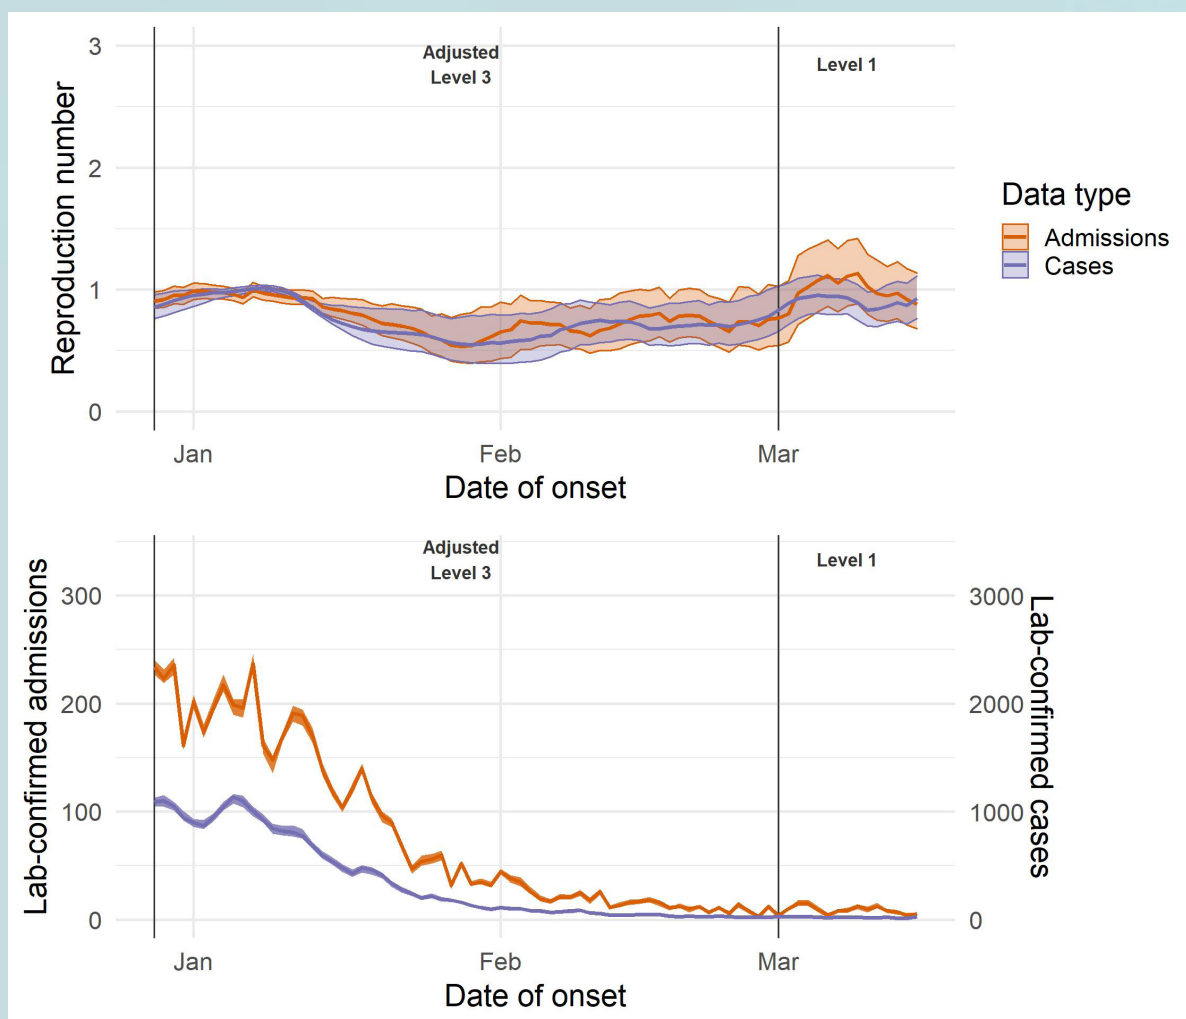 3
2
1
0
Reproduction number
Adjusted
Level 3
Level 1
Jan
Feb
Mar
Date of onset
Data type
Admissions
Cases
300
200
100
0
Lab-confirmed admissions
Adjusted
Level 3
Level 1
3000
2000
1000
0
Lab-confirmed cases
Jan
Feb
Mar
Date of onset